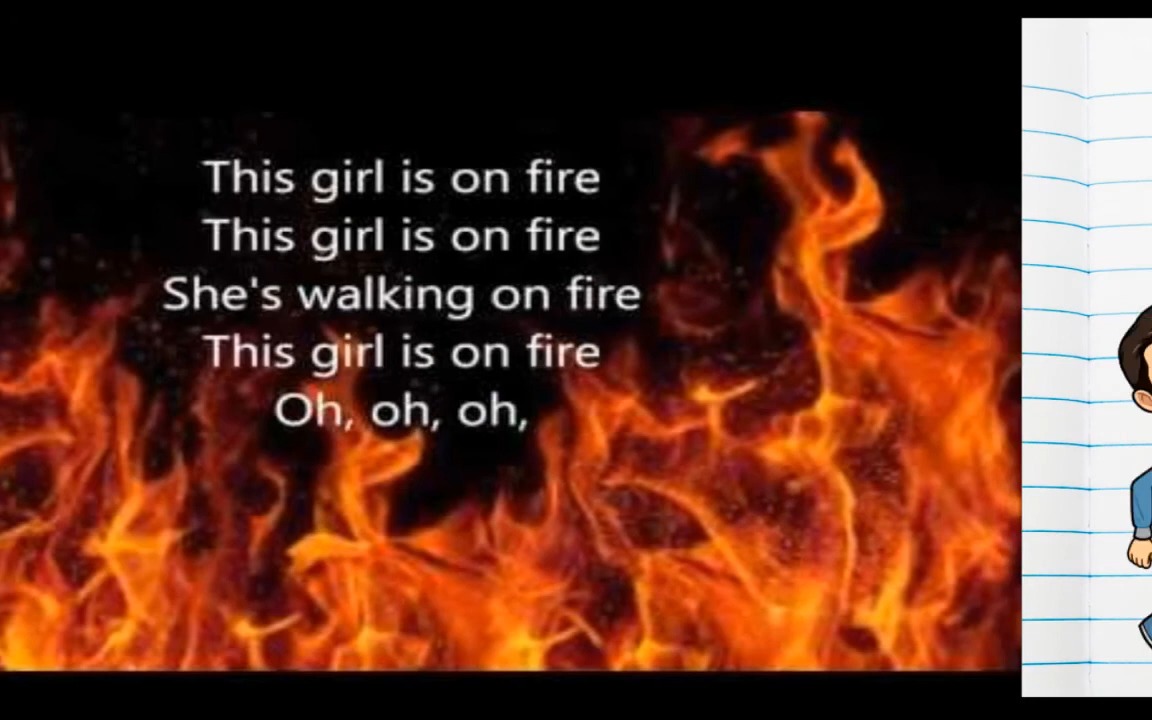 This girl is on fire
This girl is on fire
She's walking on fire
This girl is on fire
Oh, oh, oh,